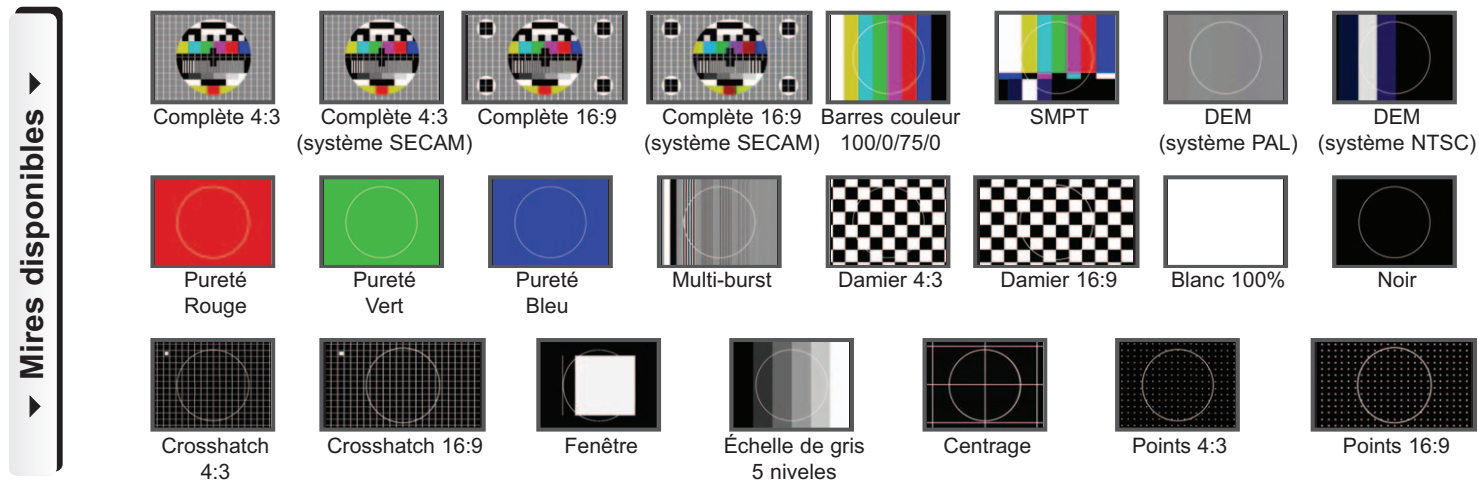 Mires disponibles
Complète 4:3
Complète 4:3
(système SECAM)
Complète 16:9
Complète 16:9
(système SECAM)
Barres couleur
100/0/75/0
SMPT
DEM
(système PAL)
DEM
(système NTSC)
Pureté
Rouge
Pureté
Vert
Pureté
Bleu
Multi-burst
Damier 4:3
Damier 16:9
Blanc 100%
Noir
Crosshatch
4:3
Crosshatch 16:9
Fenêtre
Échelle de gris
5 niveles
Centrage
Points 4:3
Points 16:9